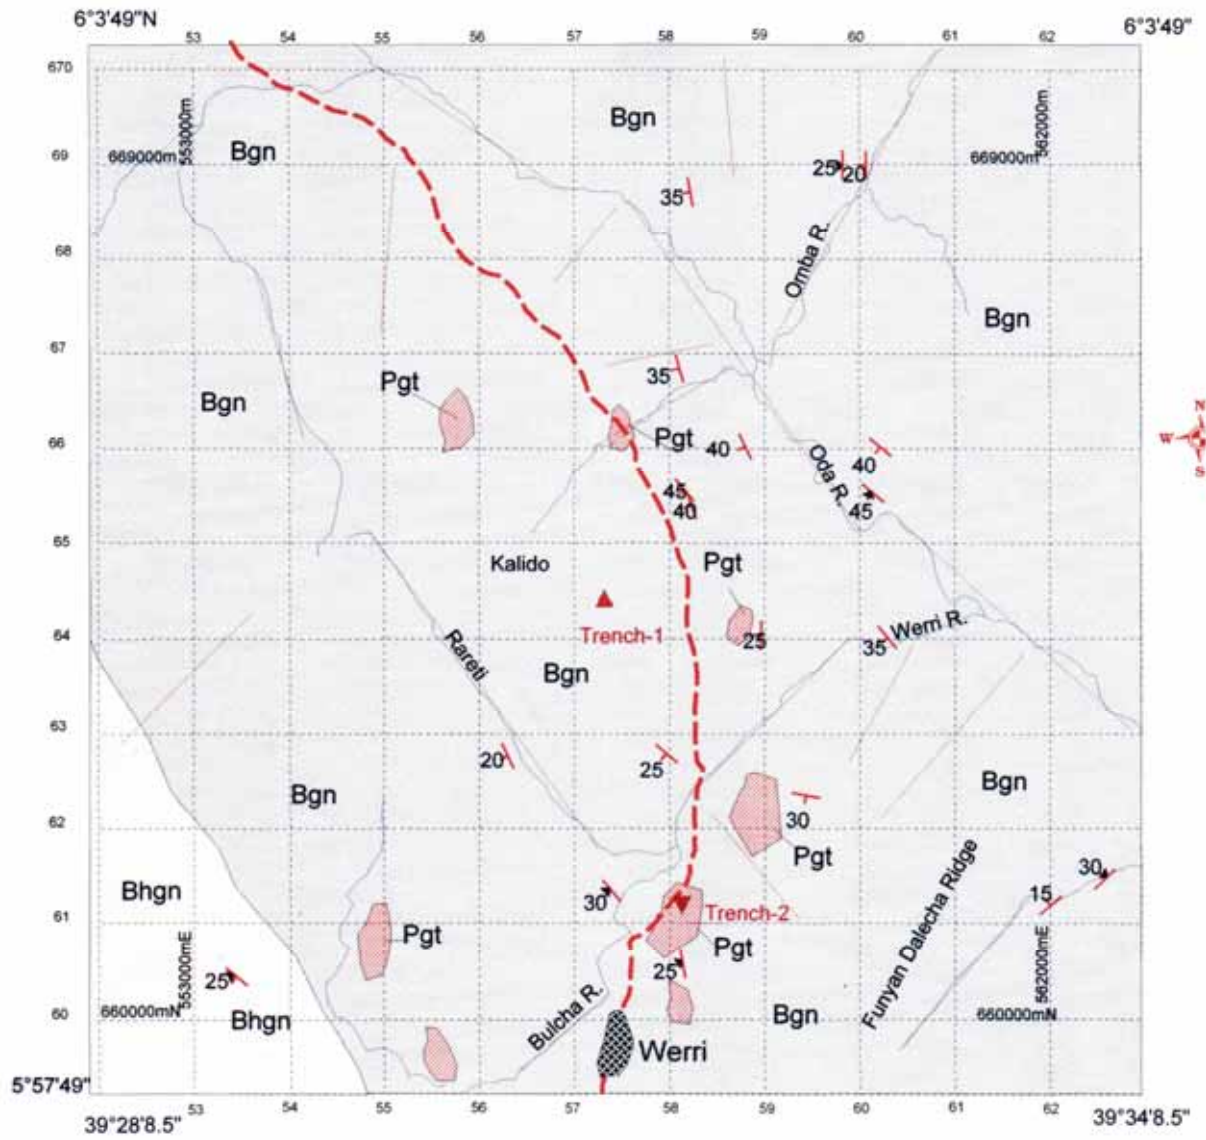 6°3'49"N
6°3'49"
53 54 55 56 57 58 59 60 61 62
670
Bgn
553000m
562000m
669000m
69
Bgn
25
20
669000m
35
68
Omba R.
Bgn
67
Pgt
35
Bgn
N
66
Pgt
40
40
W
S
45
Oda R.
40
45
65
Kalido
Pgt
64
Trench-1
25
Werri R.
35
Rareti
Bgn
63
20
25
Bgn
Bgn
62
30
Pgt
Bhgn
30
Funyan Dalecha Ridge
30
15
61
Trench-2
Pgt
Pgt
553000mE
562000mE
25
25
60
660000mN
Bhgn
Bulcha R.
Bgn
660000mN
Werri
5°57'49"
53 54 55 56 57 58 59 60 61 62
39°28'8.5"
39°34'8.5"